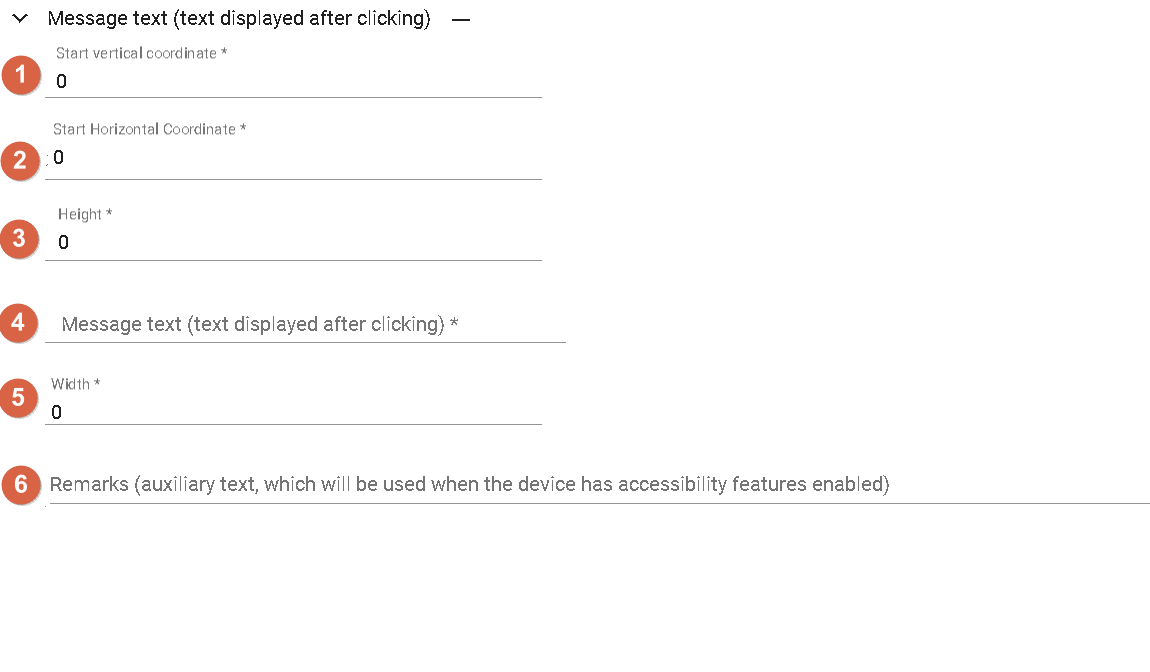 Message text (text displayed after clicking) —
Start vertical coordinate *
1
0
Start Horizontal Coordinate *
2
0
Height *
3
0
4 Message text (text displayed after clicking) *
Width *
5
0
6 Remarks (auxiliary text, which will be used when the device has accessibility features enabled)